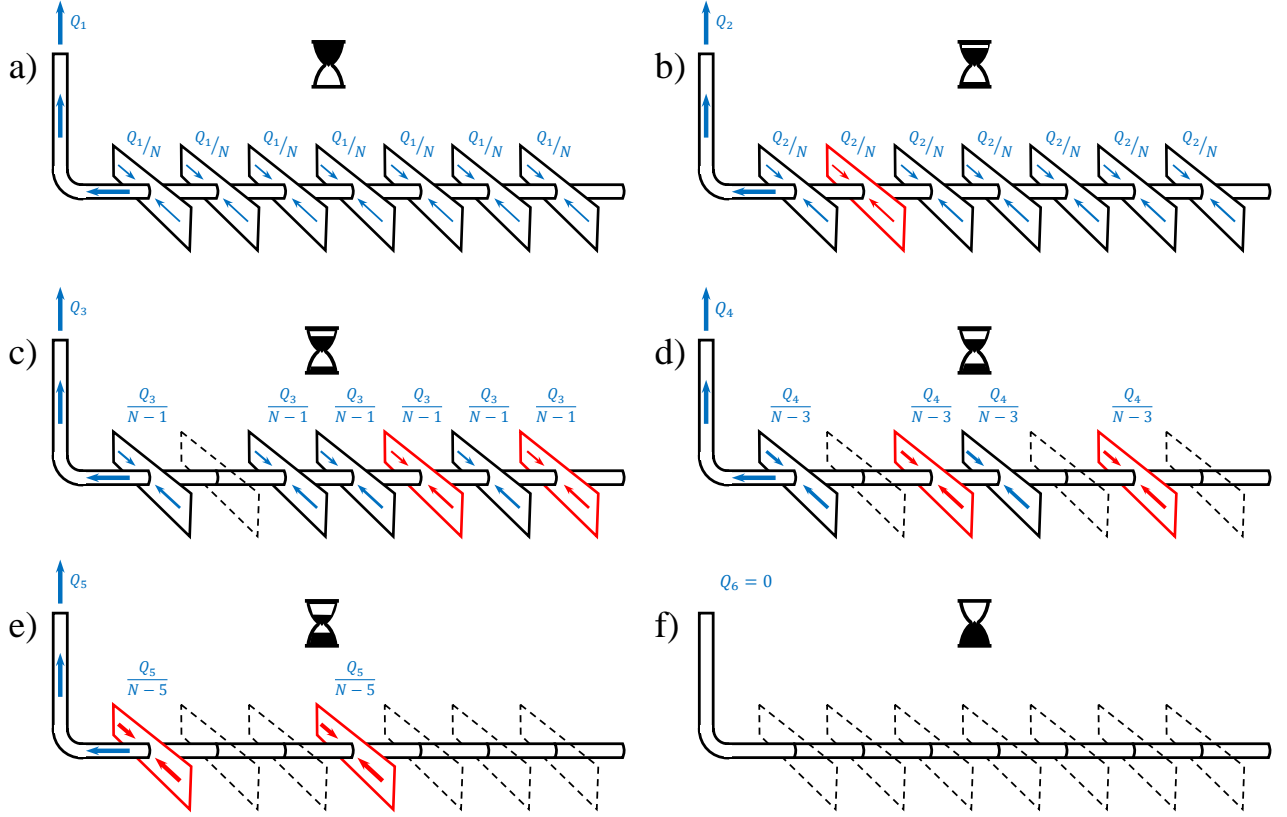 Q1 Q2
a) b)
Q1/N Q1/N Q1/N Q1/N Q1/N Q1/N Q1/N Q2/N Q2/N Q2/N Q2/N Q2/N Q2/N Q2/N
Q3 Q4
c) d)
Q3 Q3 Q3 Q3 Q3 Q3 Q4 Q4 Q4 Q4
N − 1 N − 1 N − 1 N − 1 N − 1 N − 1 N − 3 N − 3 N − 3 N − 3
Q5 Q6 = 0
e) f)
Q5 Q5
N − 5 N − 5